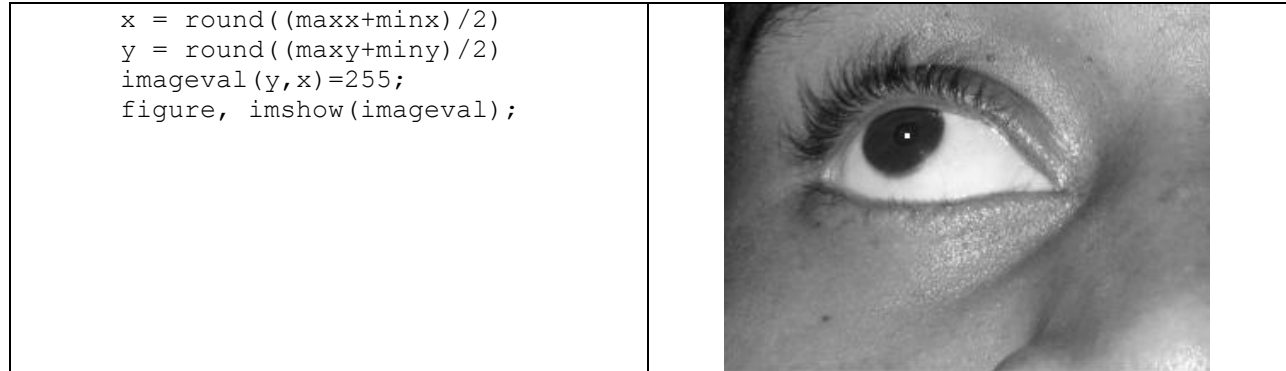 x = round((maxx+minx)/2)
y = round((maxy+miny)/2)
imageval(y,x)=255;
figure, imshow(imageval);